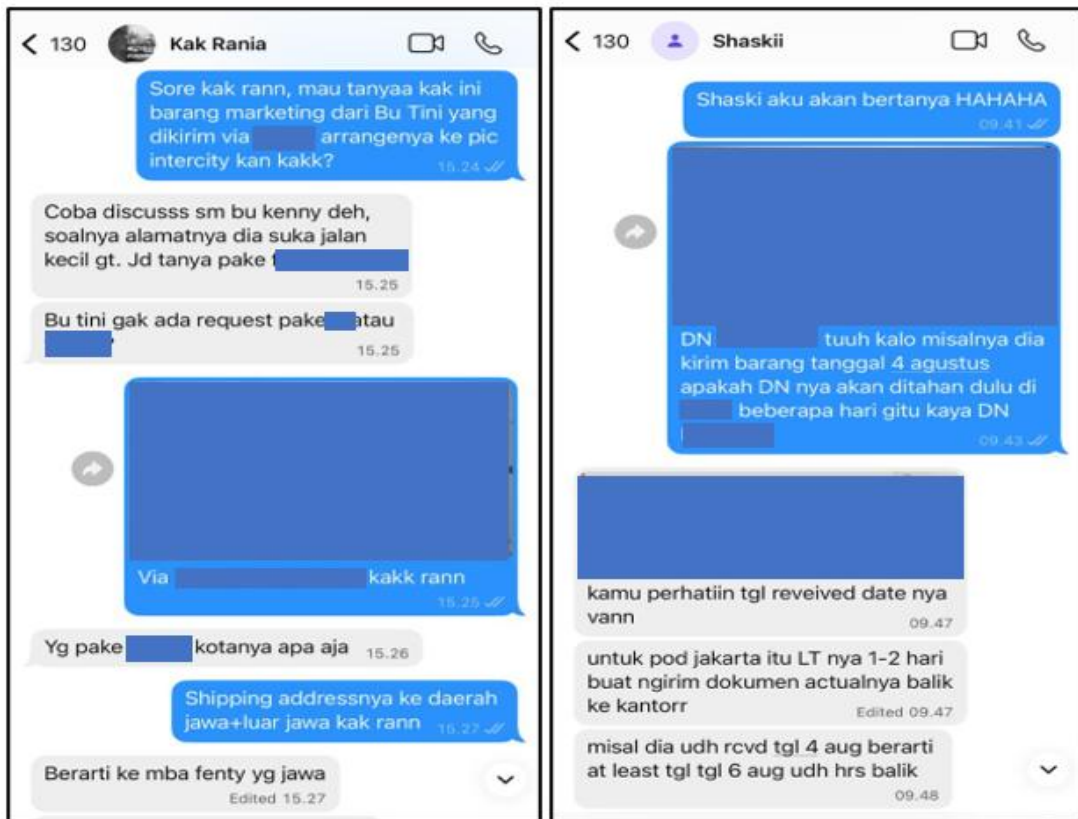 130
Kak Rania
Sore kak rann, mau tanyaa kak ini
barang marketing dari Bu Tini yang
dikirim via arrangenya ke pic
intercity kan kakk?
15.24
Coba discusss sm bu kenny deh,
soalnya alamatnya dia suka jalan
kecil gt. Jd tanya pake
15.25
Bu tini gak ada request pake atau
15.25
Via kakk rann
15.25
Yg pake kotanya apa aja
15.26
Shipping addressnya ke daerah
jawa+luar jawa kak rann
15.27
Berarti ke mba fenty yg jawa
Edited 15.27
130
Shaskii
Shaski aku akan bertanya HAHAHA
09.41
DN tuuh kalo misalnya dia
kirim barang tanggal 4 agustus
apakah DN nya akan ditahan dulu di
beberapa hari gitu kaya DN
09.43
kamu perhatiin tgl reveived date nya
vann
09.47
untuk pod jakarta itu LT nya 1-2 hari
buat ngirim dokumen actualnya balik
ke kantorr
Edited 09.47
misal dia udh rcvd tgl 4 aug berarti
at least tgl tgl 6 aug udh hrs balik
09.48